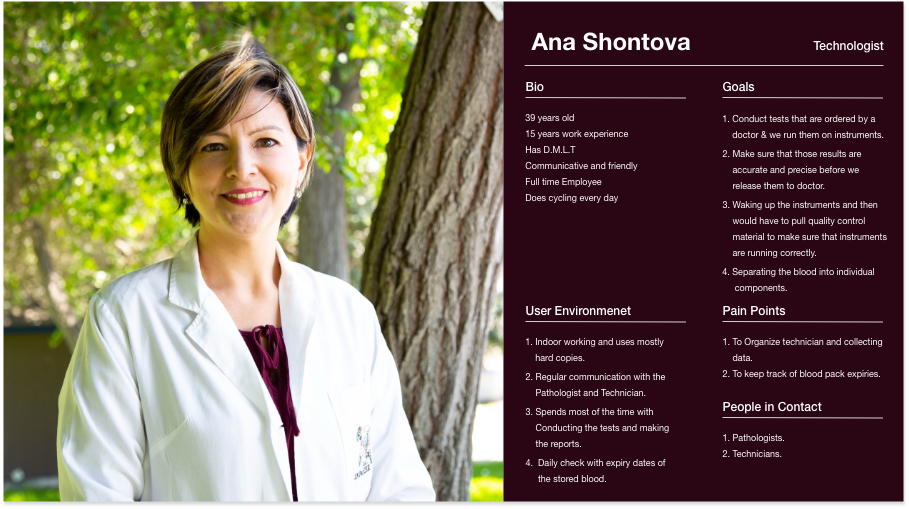 Ana Shontova
Technologist
Bio
39 years old
15 years work experience
Has D.M.L.T
Communicative and friendly
Full time Employee
Does cycling every day
Goals
1. Conduct tests that are ordered by a
doctor & we run them on instruments.
2. Make sure that those results are
accurate and precise before we
release them to doctor.
3. Waking up the instruments and then
would have to pull quality control
material to make sure that instruments
are running correctly.
4. Separating the blood into individual
components.
User Environmenet
1. Indoor working and uses mostly
hard copies.
2. Regular communication with the
Pathologist and Technician.
3. Spends most of the time with
Conducting the tests and making
the reports.
4. Daily check with expiry dates of
the stored blood.
Pain Points
1. To Organize technician and collecting
data.
2. To keep track of blood pack expiries.
People in Contact
1. Pathologists.
2. Technicians.